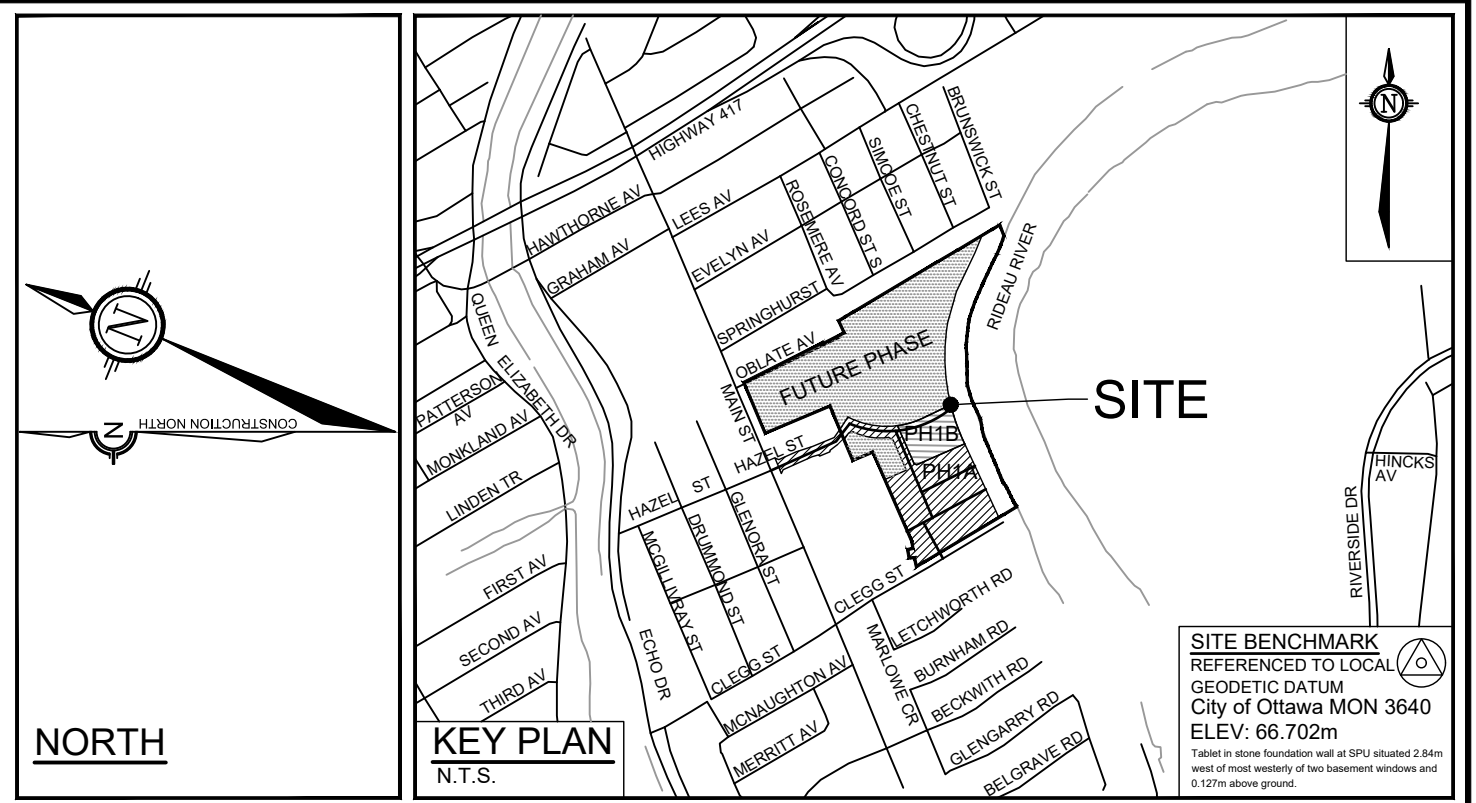 N
CONSTRUCTION NORTH
N
NORTH
HIGHWAY 417
BRUNSWICK ST
CHESTNUT ST
SIMCOE ST
CONCORD ST S
ROSEMERE AV
HAWTHORNE AV
LEES AV
GRAHAM AV
EVELYN AV
SPRINGHURST
OBLATE AV
RIDEAU RIVER
N
QUEEN ELIZABETH DR
PATTERSON
AV
MONKLAND AV
LINDEN TR
MAIN ST
FUTURE PHASE
SITE
PH1B
PH1A
HAZEL ST
HAZEL ST
GLENORA ST
DRUMMOND ST
MCGILLIVRAY ST
FIRST AV
SECOND AV
THIRD AV
ECHO DR
CLEGG ST
CLEGG ST
MCNAUGHTON AV
MERRITT AV
MARLOWE CR
LETCHWORTH RD
BURNHAM RD
BECKWITH RD
GLENGARRY RD
BELGRAVE RD
HINCKS
AV
RIVERSIDE DR
KEY PLAN
N.T.S.
SITE BENCHMARK
REFERENCED TO LOCAL
GEODETIC DATUM
City of Ottawa MON 3640
ELEV: 66.702m
Tablet in stone foundation wall at SPU situated 2.84m
west of most westerly of two basement windows and
0.127m above ground.